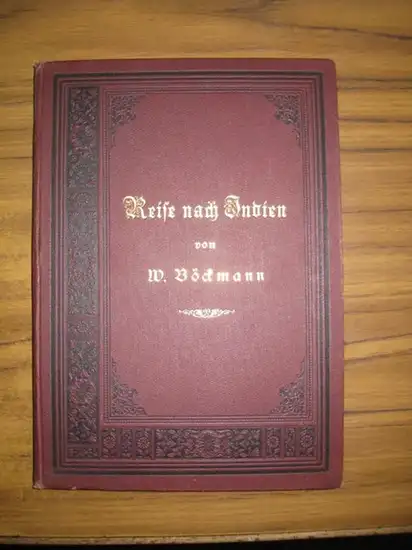 Reise nach Indien
von
W. Böckmann